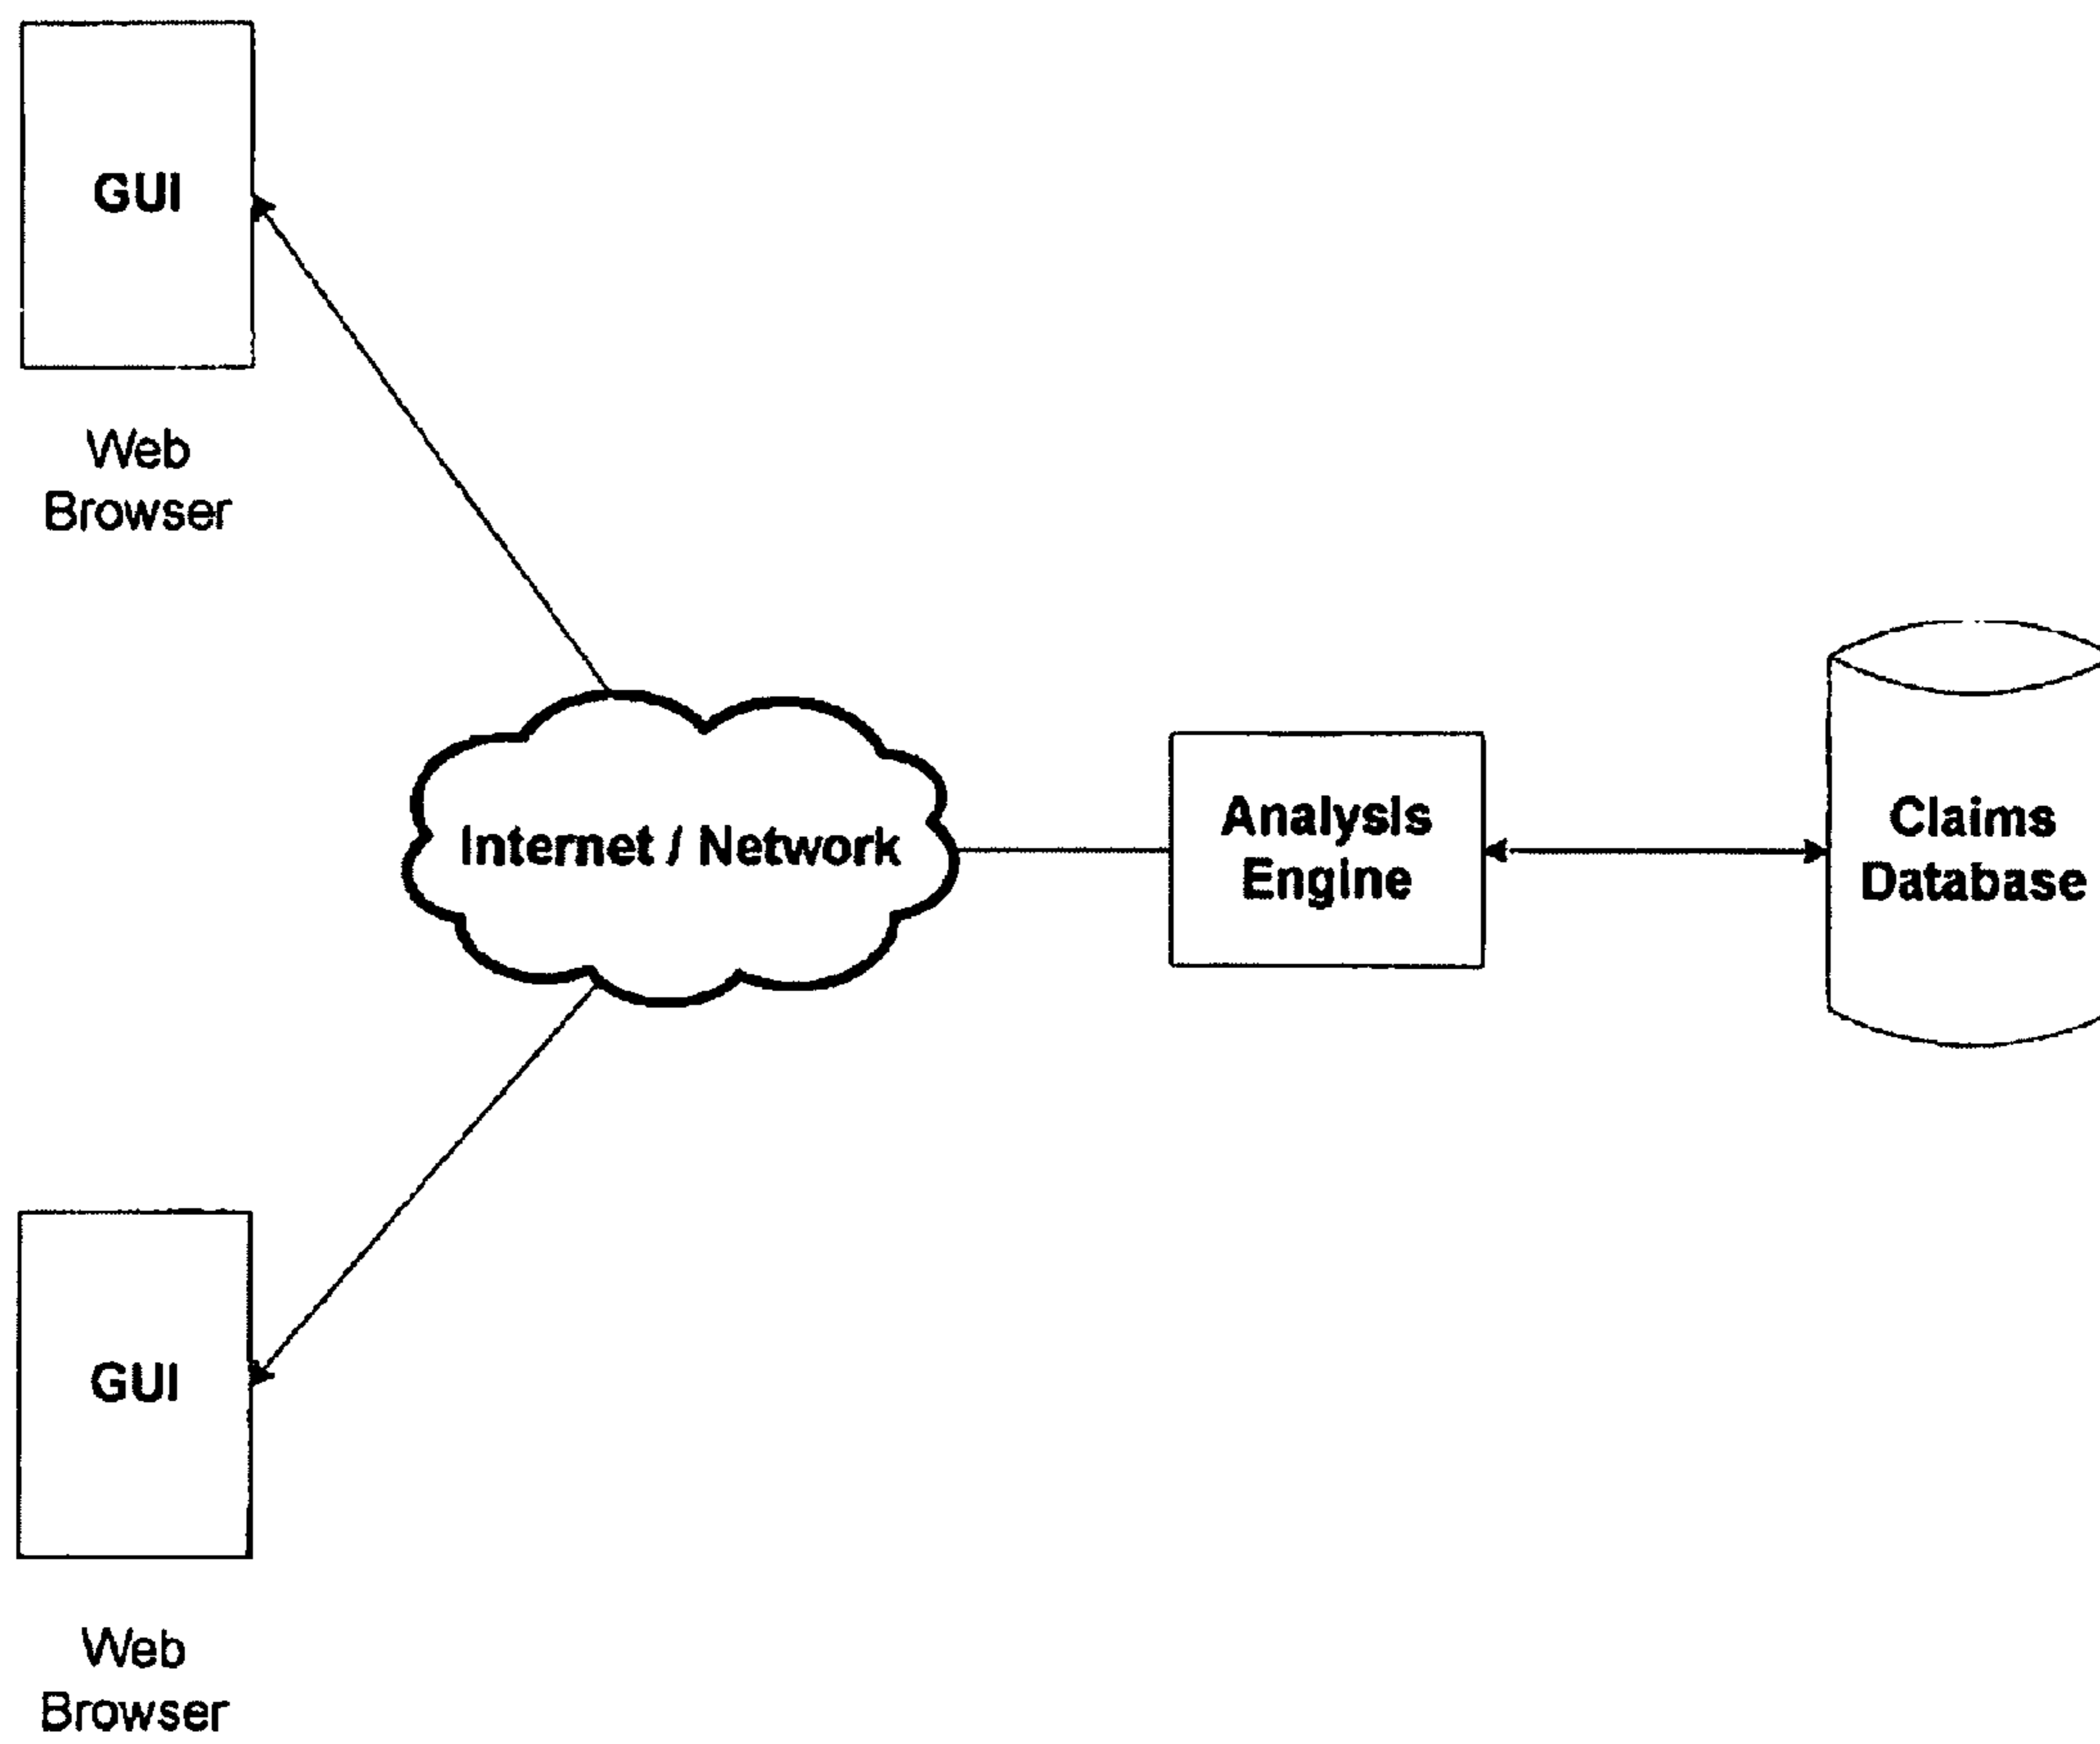 GUI
Web
Browser
Internet / Network
Analysis
Engine
Claims
Database
GUI
Web
Browser